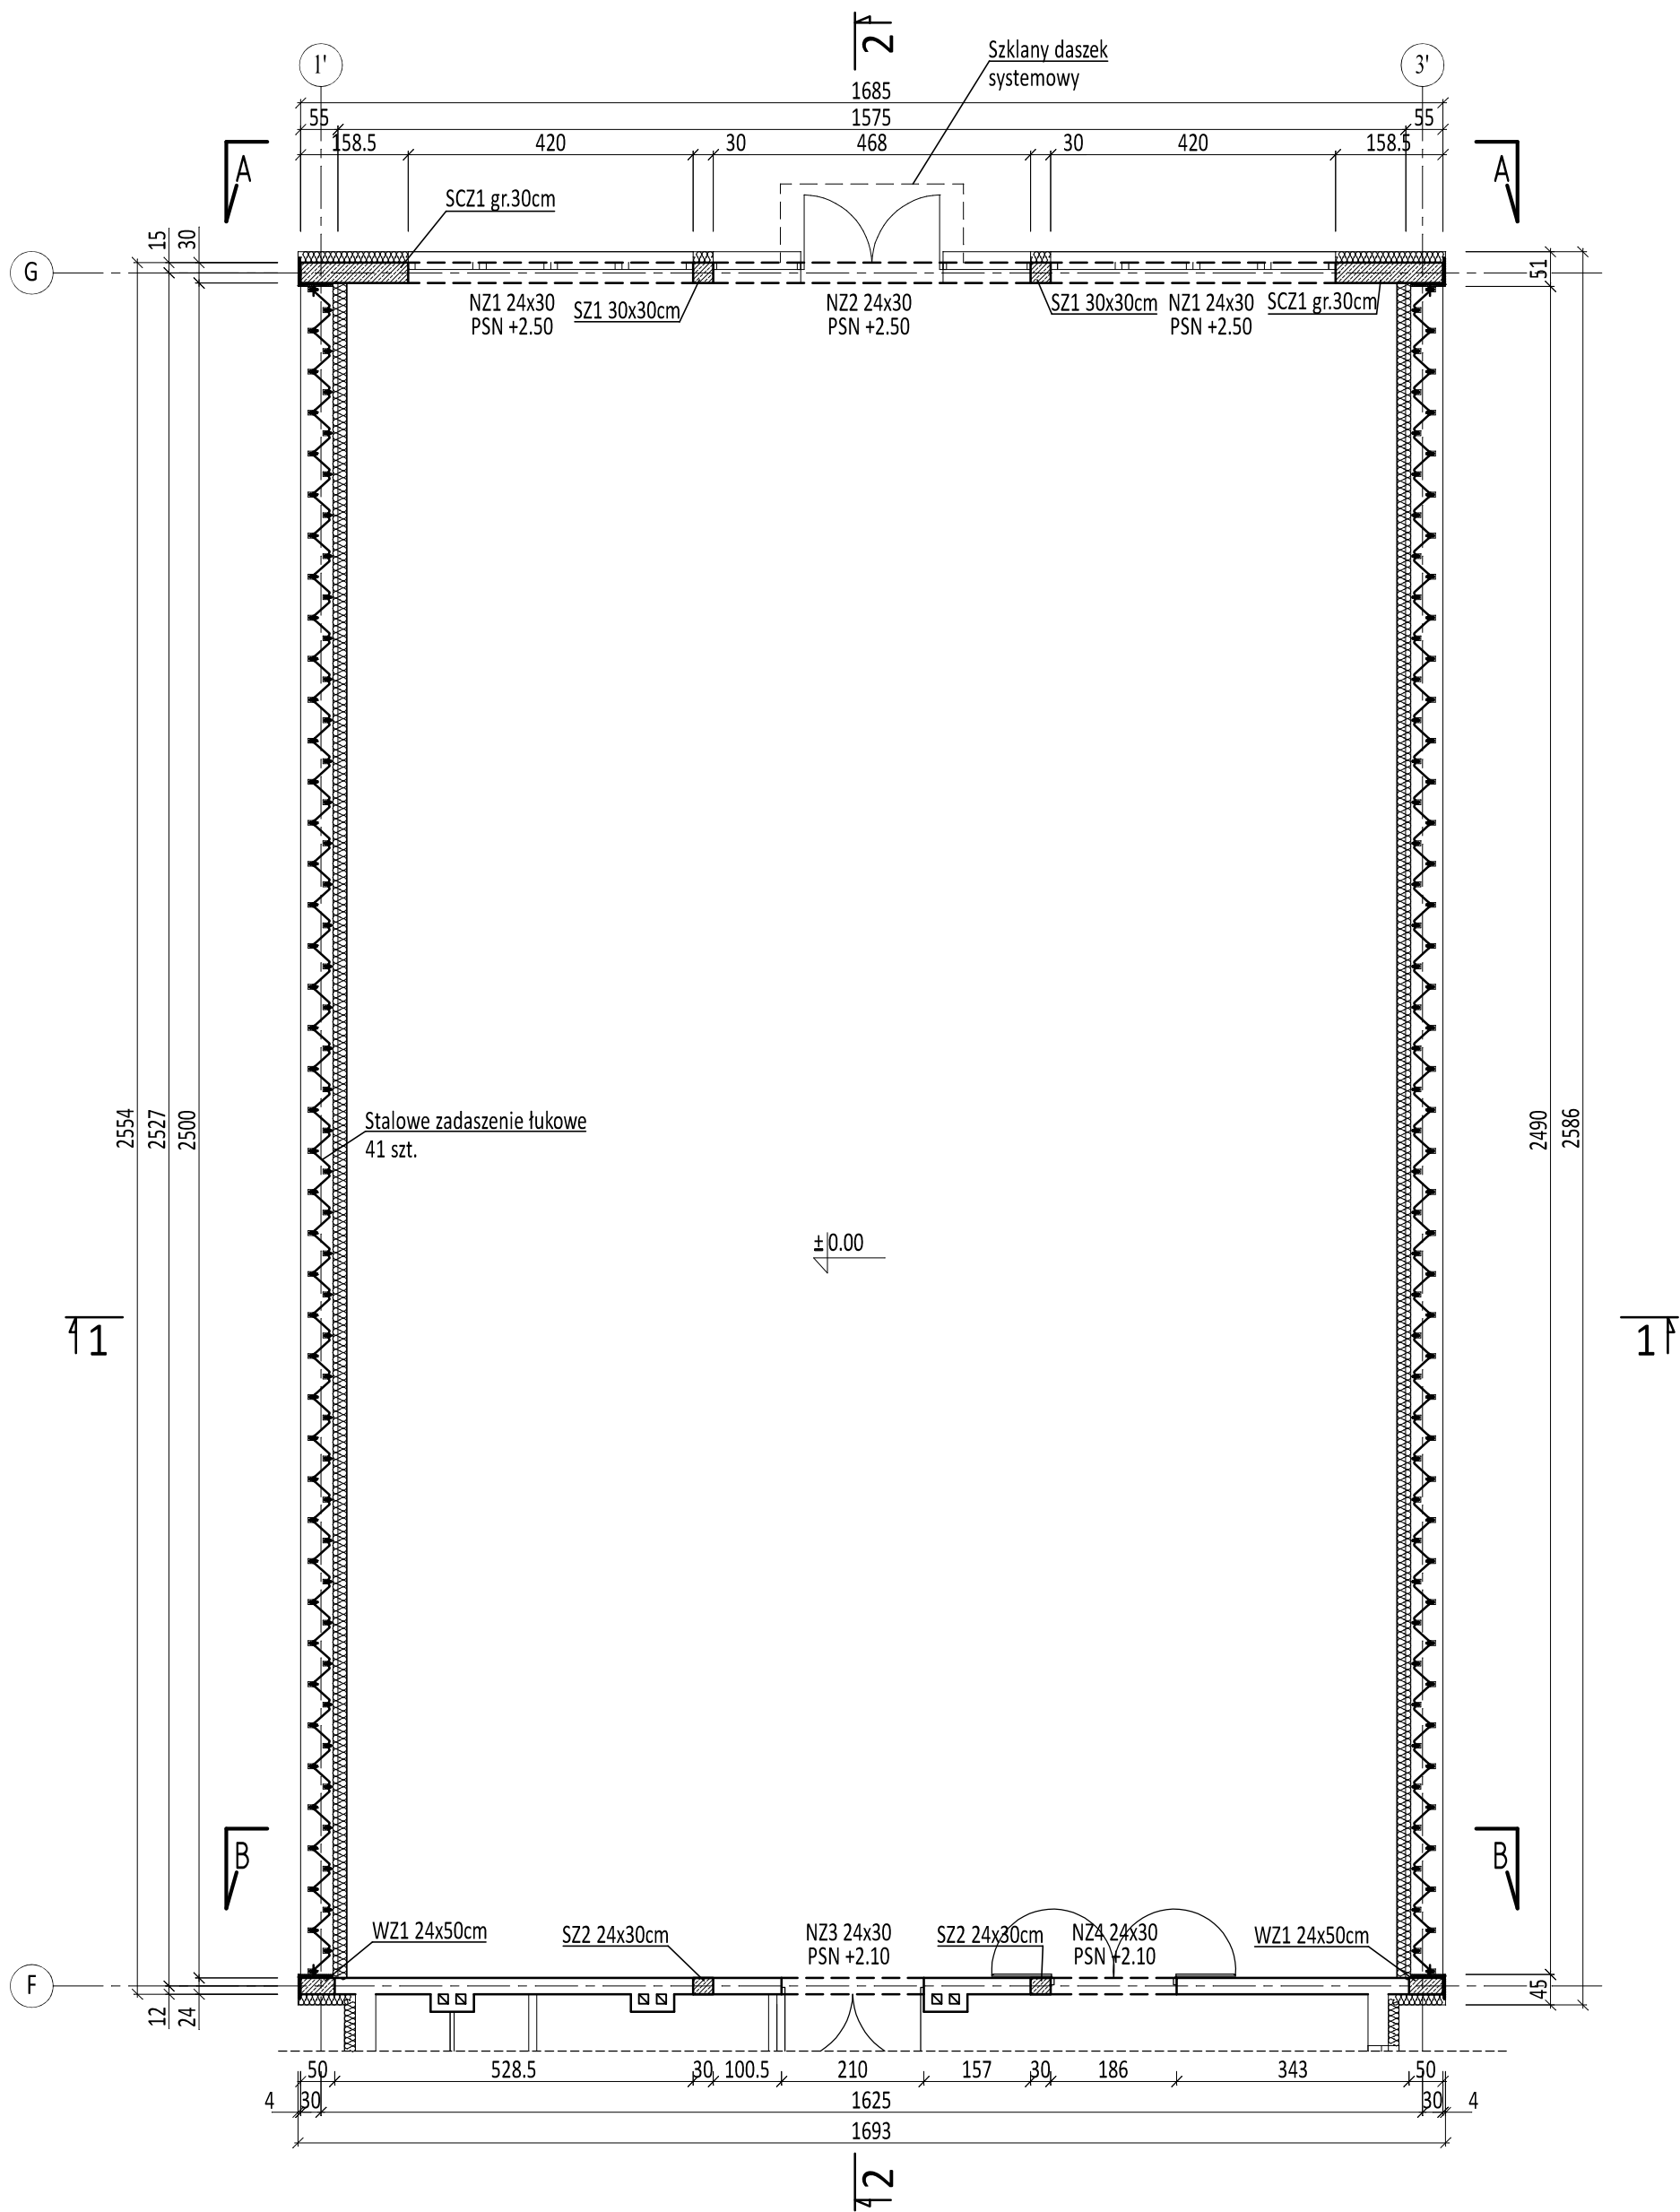 2
1'
3'
Szklany daszek
systemowy
1685
55
1575
55
158.5
420
30
468
30
420
158.5
A
A
SCZ1 gr.30cm
15
30
G
51
NZ1 24x30
PSN +2.50
SZ1 30x30cm
NZ2 24x30
PSN +2.50
SZ1 30x30cm
NZ1 24x30
PSN +2.50
SCZ1 gr.30cm
2554
2527
2500
Stalowe zadaszenie łukowe
41 szt.
2490
2586
±0.00
1
1
B
B
WZ1 24x50cm
SZ2 24x30cm
NZ3 24x30
PSN +2.10
SZ2 24x30cm
NZ4 24x30
PSN +2.10
WZ1 24x50cm
F
12
24
45
50
528.5
30
100.5
210
157
30
186
343
50
4
30
1625
30
4
1693
2